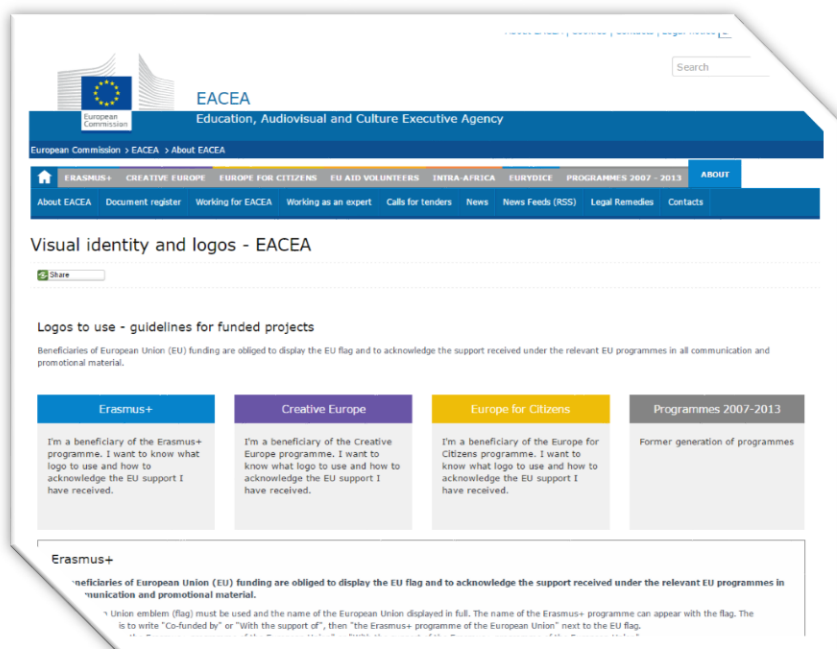 Search
European
Commission
EACEA
Education, Audiovisual and Culture Executive Agency
European Commission > EACEA > About EACEA
ERASMUS+ CREATIVE EUROPE EUROPE FOR CITIZENS EU AID VOLUNTEERS INTRA-AFRICA EURYDICE PROGRAMMES 2007 - 2013 ABOUT
About EACEA Document register Working for EACEA Working as an expert Calls for tenders News News Feeds (RSS) Legal Remedies Contacts
Visual identity and logos - EACEA
Share
Logos to use - guidelines for funded projects
Beneficiaries of European Union (EU) funding are obliged to display the EU flag and to acknowledge the support received under the relevant EU programmes in all communication and
promotional material.
Erasmus+
I'm a beneficiary of the Erasmus+
programme. I want to know what
logo to use and how to
acknowledge the EU support I
have received.
Creative Europe
I'm a beneficiary of the Creative
Europe programme. I want to
know what logo to use and how to
acknowledge the EU support I
have received.
Europe for Citizens
I'm a beneficiary of the Europe for
Citizens programme. I want to
know what logo to use and how to
acknowledge the EU support I
have received.
Programmes 2007-2013
Former generation of programmes
Erasmus+
of European Union (EU) funding are obliged to display the EU flag and to acknowledge the support received under the relevant EU programmes in
and promotional material.
Union emblem (flag) must be used and the name of the European Union displayed in full. The name of the Erasmus+ programme can appear with the flag. The
is to write "Co-funded by" or "With the support of", then "the Erasmus+ programme of the European Union" next to the EU flag.